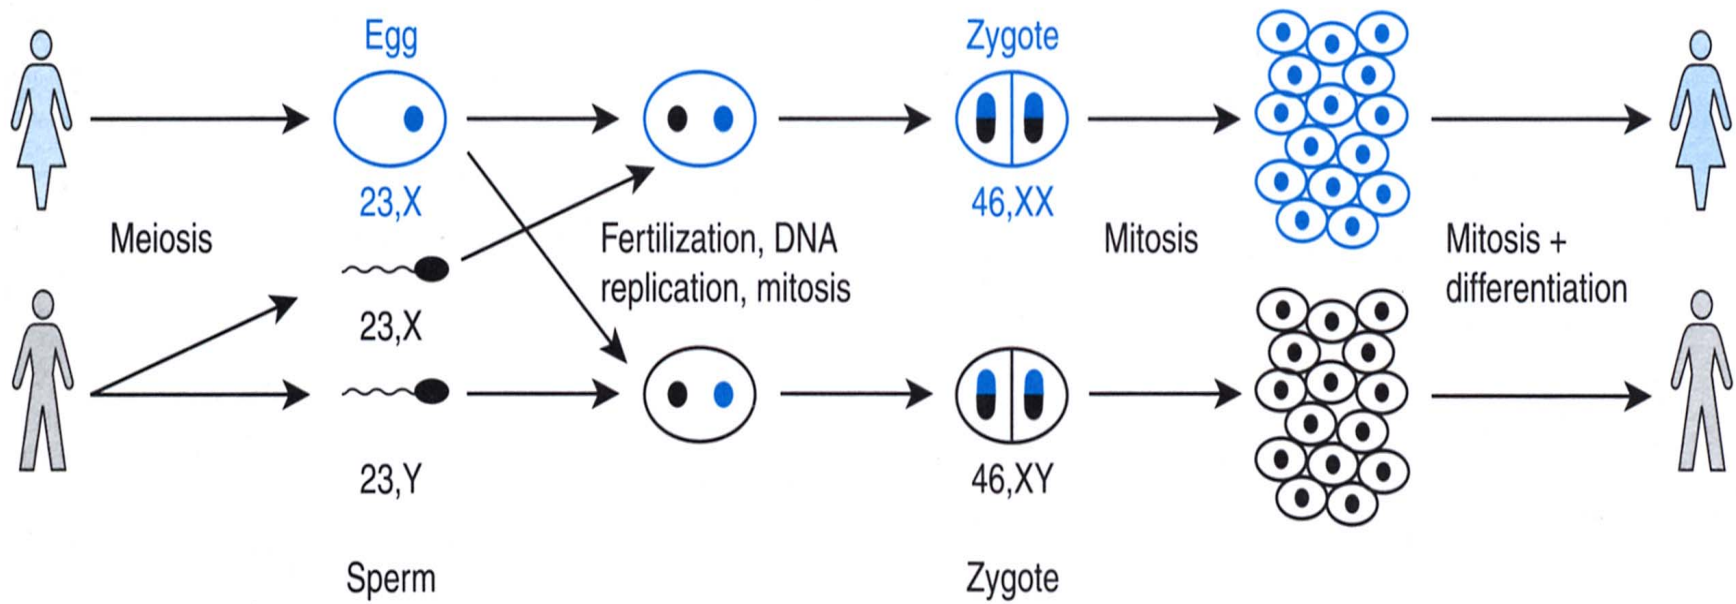 Egg
Zygote
23,X
46,XX
Meiosis
Fertilization, DNA
replication, mitosis
Mitosis
Mitosis +
differentiation
23,X
23,Y
46,XY
Sperm
Zygote